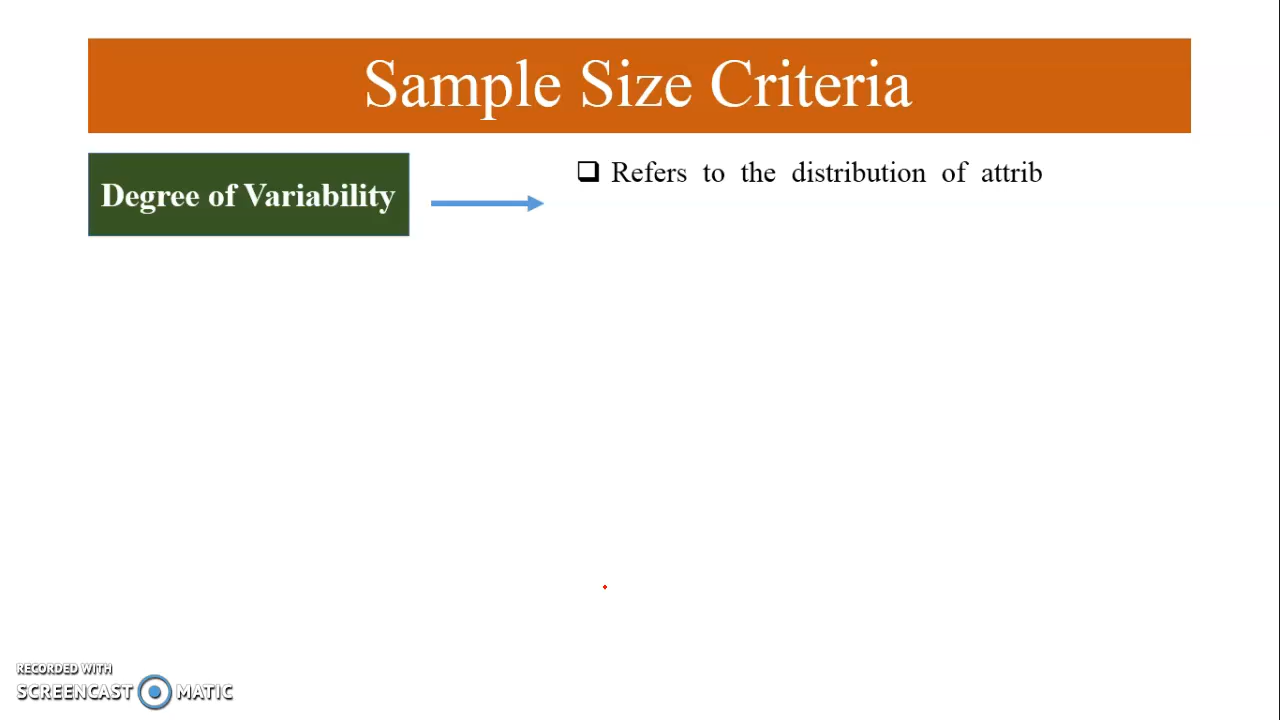 Sample Size Criteria
Degree of Variability
Refers to the distribution of attrib
RECORDED WITH
SCREENCAST MATIC